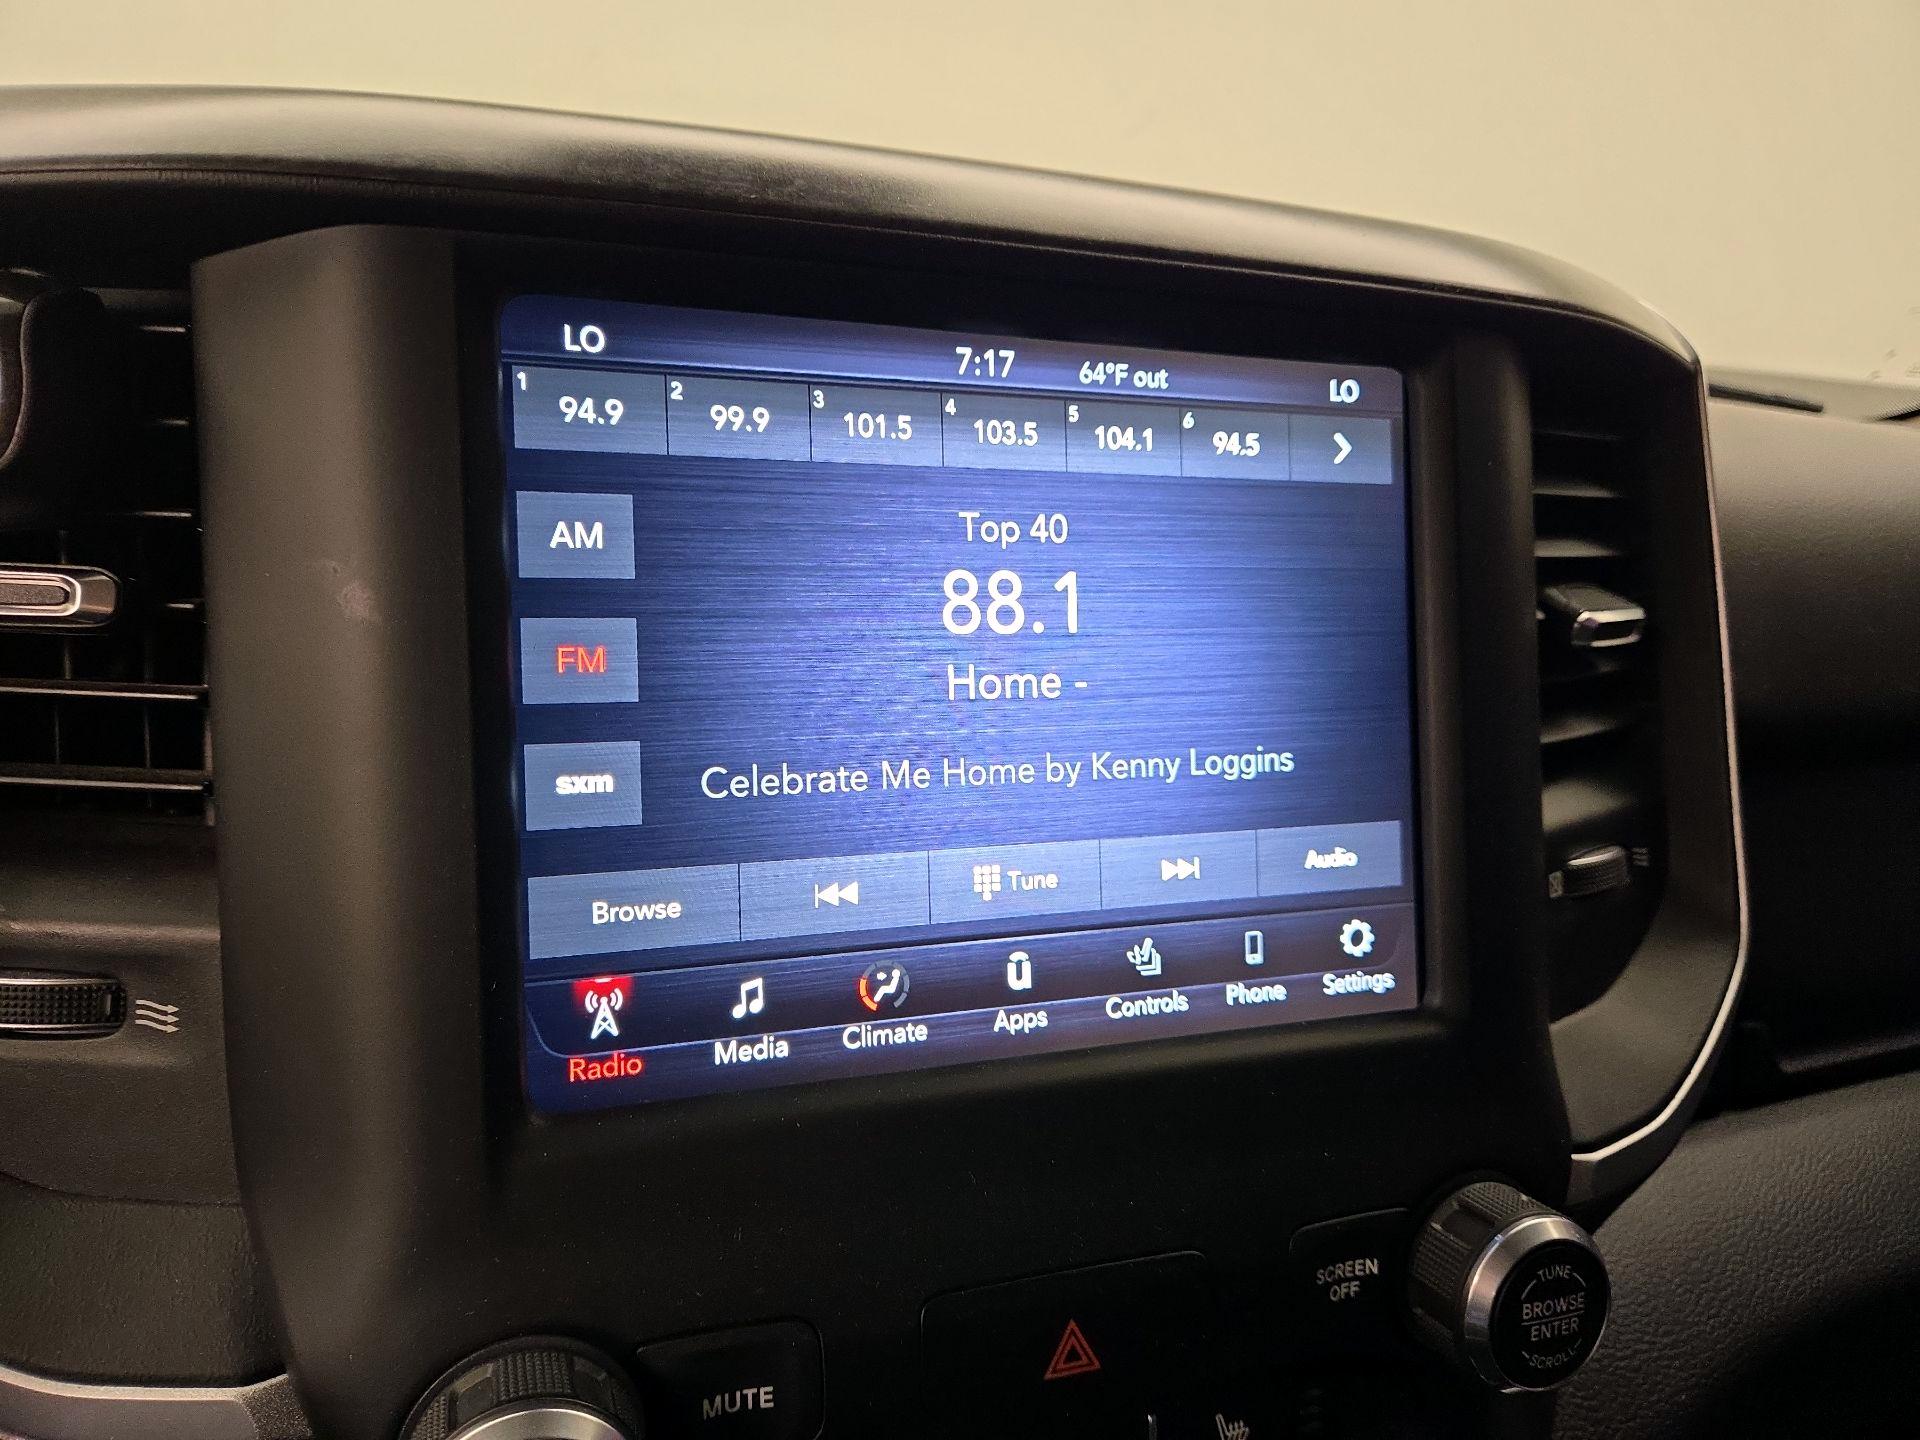 LO 7:17 64°F out LO
1 94.9 2 99.9 3 101.5 4 103.5 5 104.1 6 94.5
AM
Top 40
88.1
FM
Home -
sxm
Celebrate Me Home by Kenny Loggins
Browse Tune Audio
Radio Media Climate Apps Controls Phone Settings
SCREEN
OFF
TUNE
BROWSE
ENTER
SCROLL
MUTE